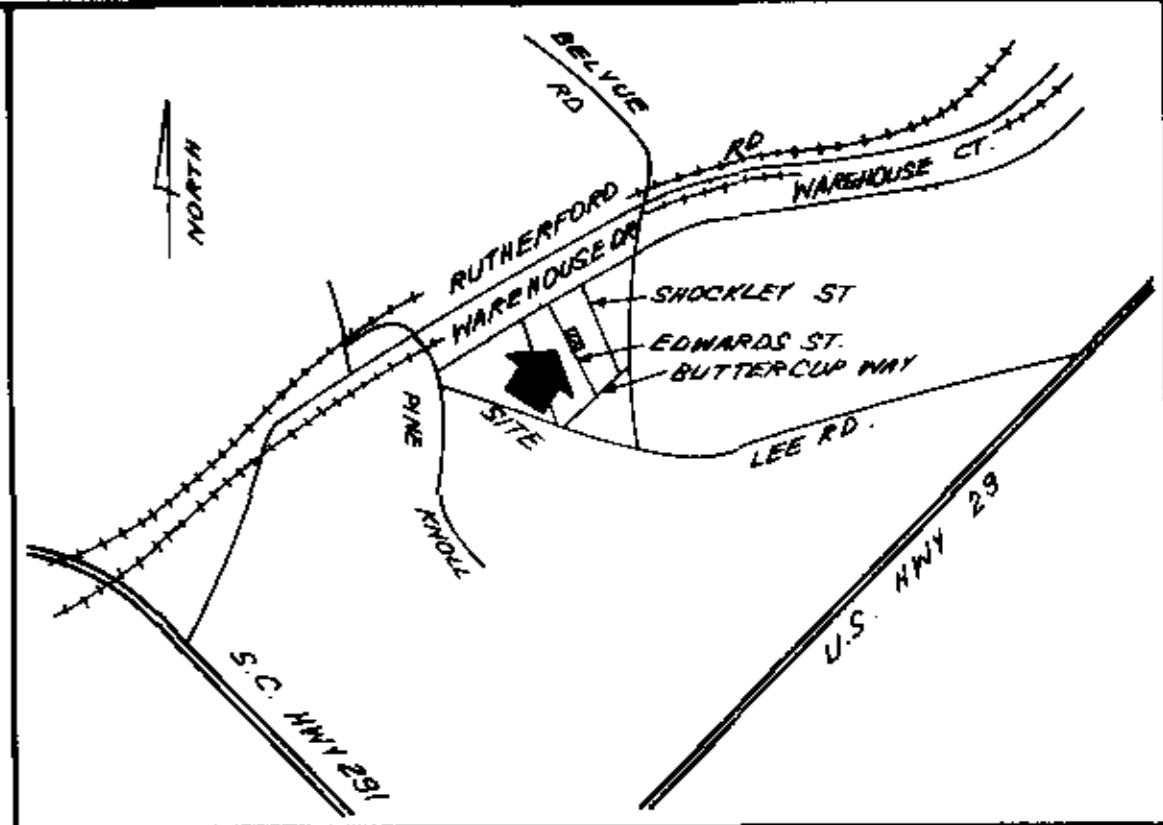 BELVUE
RD
NORTH
RUTHERFORD RD
WAREHOUSE CT.
WAREHOUSE DR
SHOCKLEY ST
EDWARDS ST.
BUTTERCUP WAY
SITE
PINE
KNOLL
LEE RD.
U.S. HWY 29
S.C. HWY 291